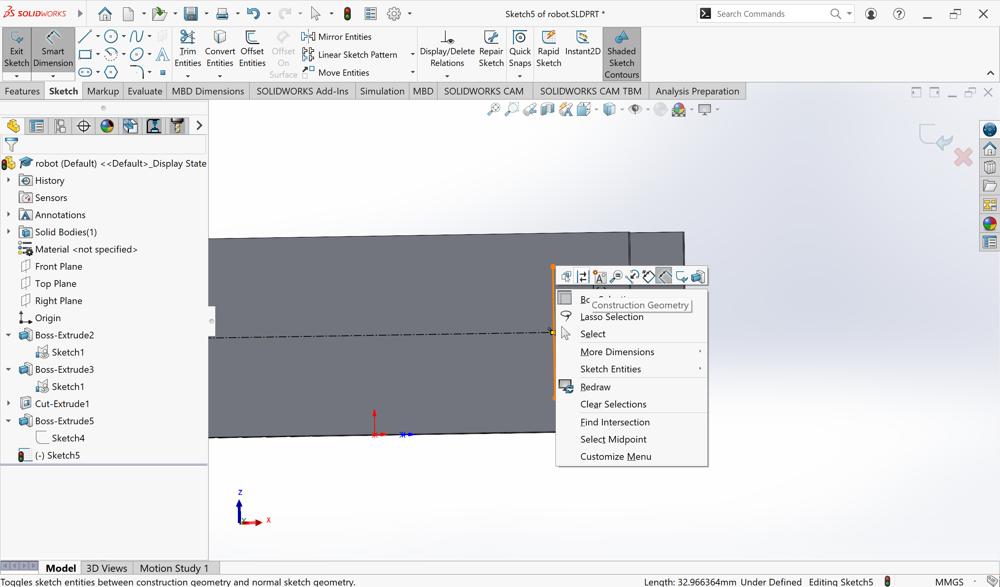 SOLIDWORKS
Sketch5 of robot.SLDPRT *
Search Commands
Exit Sketch
Smart Dimension
Trim Entities
Convert Entities
Offset Entities
Offset On Surface
Mirror Entities
Linear Sketch Pattern
Move Entities
Display/Delete Relations
Repair Sketch
Quick Snaps
Rapid Sketch
Instant2D
Shaded Sketch Contours
Features
Sketch
Markup
Evaluate
MBD Dimensions
SOLIDWORKS Add-Ins
Simulation
MBD
SOLIDWORKS CAM
SOLIDWORKS CAM TBM
Analysis Preparation
robot (Default) <<Default>_Display State
History
Sensors
Annotations
Solid Bodies(1)
Material <not specified>
Front Plane
Top Plane
Right Plane
Origin
Boss-Extrude2
Sketch1
Boss-Extrude3
Sketch1
Cut-Extrude1
Boss-Extrude5
Sketch4
(-) Sketch5
Construction Geometry
Lasso Selection
Select
More Dimensions
Sketch Entities
Redraw
Clear Selections
Find Intersection
Select Midpoint
Customize Menu
Z
Y
X
Model
3D Views
Motion Study 1
Toggles sketch entities between construction geometry and normal sketch geometry.
Length: 32.966364mm
Under Defined
Editing Sketch5
MMGS